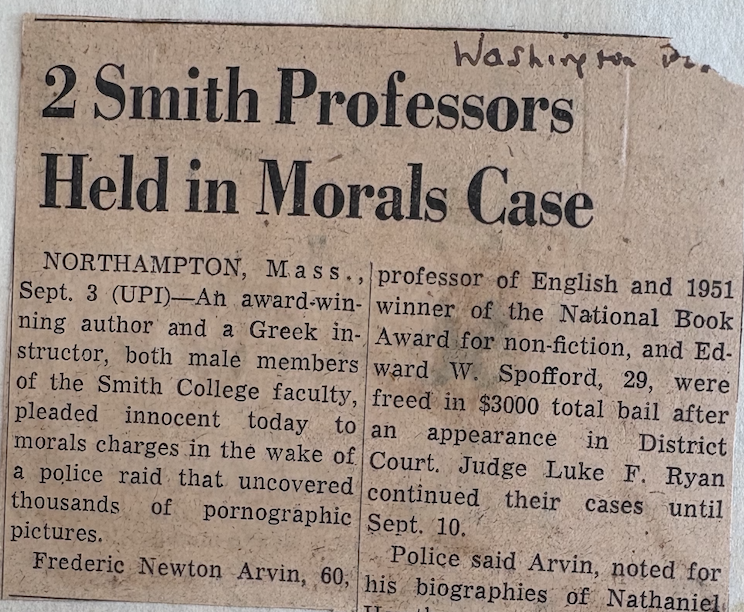 Washington
2 Smith Professors
Held in Morals Case
NORTHAMPTON, Mass.,
Sept. 3 (UPI)—An award-win-
ning author and a Greek in-
structor, both male members
of the Smith College faculty,
pleaded innocent today to
morals charges in the wake of
a police raid that uncovered
thousands of pornographic
pictures.
Frederic Newton Arvin, 60,
professor of English and 1951
winner of the National Book
Award for non-fiction, and Ed-
ward W. Spofford, 29, were
freed in $3000 total bail after
an appearance in District
Court. Judge Luke F. Ryan
continued their cases until
Sept. 10.
Police said Arvin, noted for
his biographies of Nathaniel